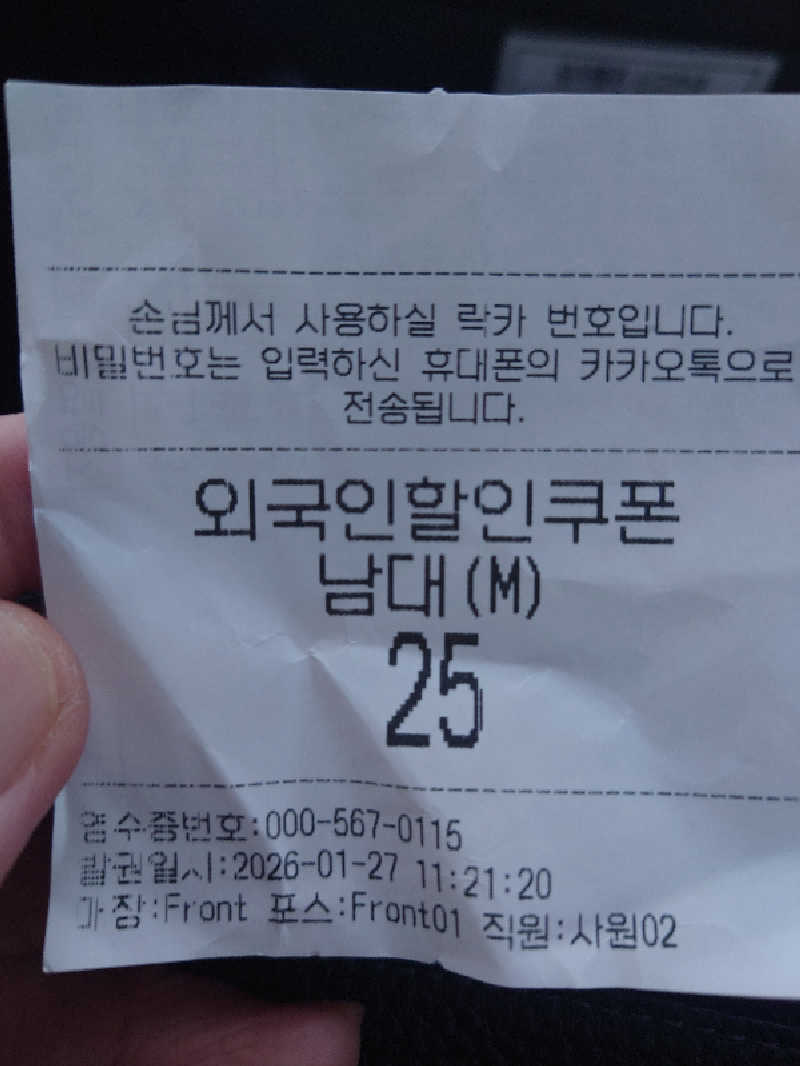 손님께서 사용하실 락카 번호입니다.
비밀번호는 입력하신 휴대폰의 카카오톡으로
전송됩니다.
외국인할인쿠폰
남대(M)
25
영수증번호:000-567-0115
발권일시:2026-01-27 11:21:20
매장:Front 포스:Front01 직원:사원02